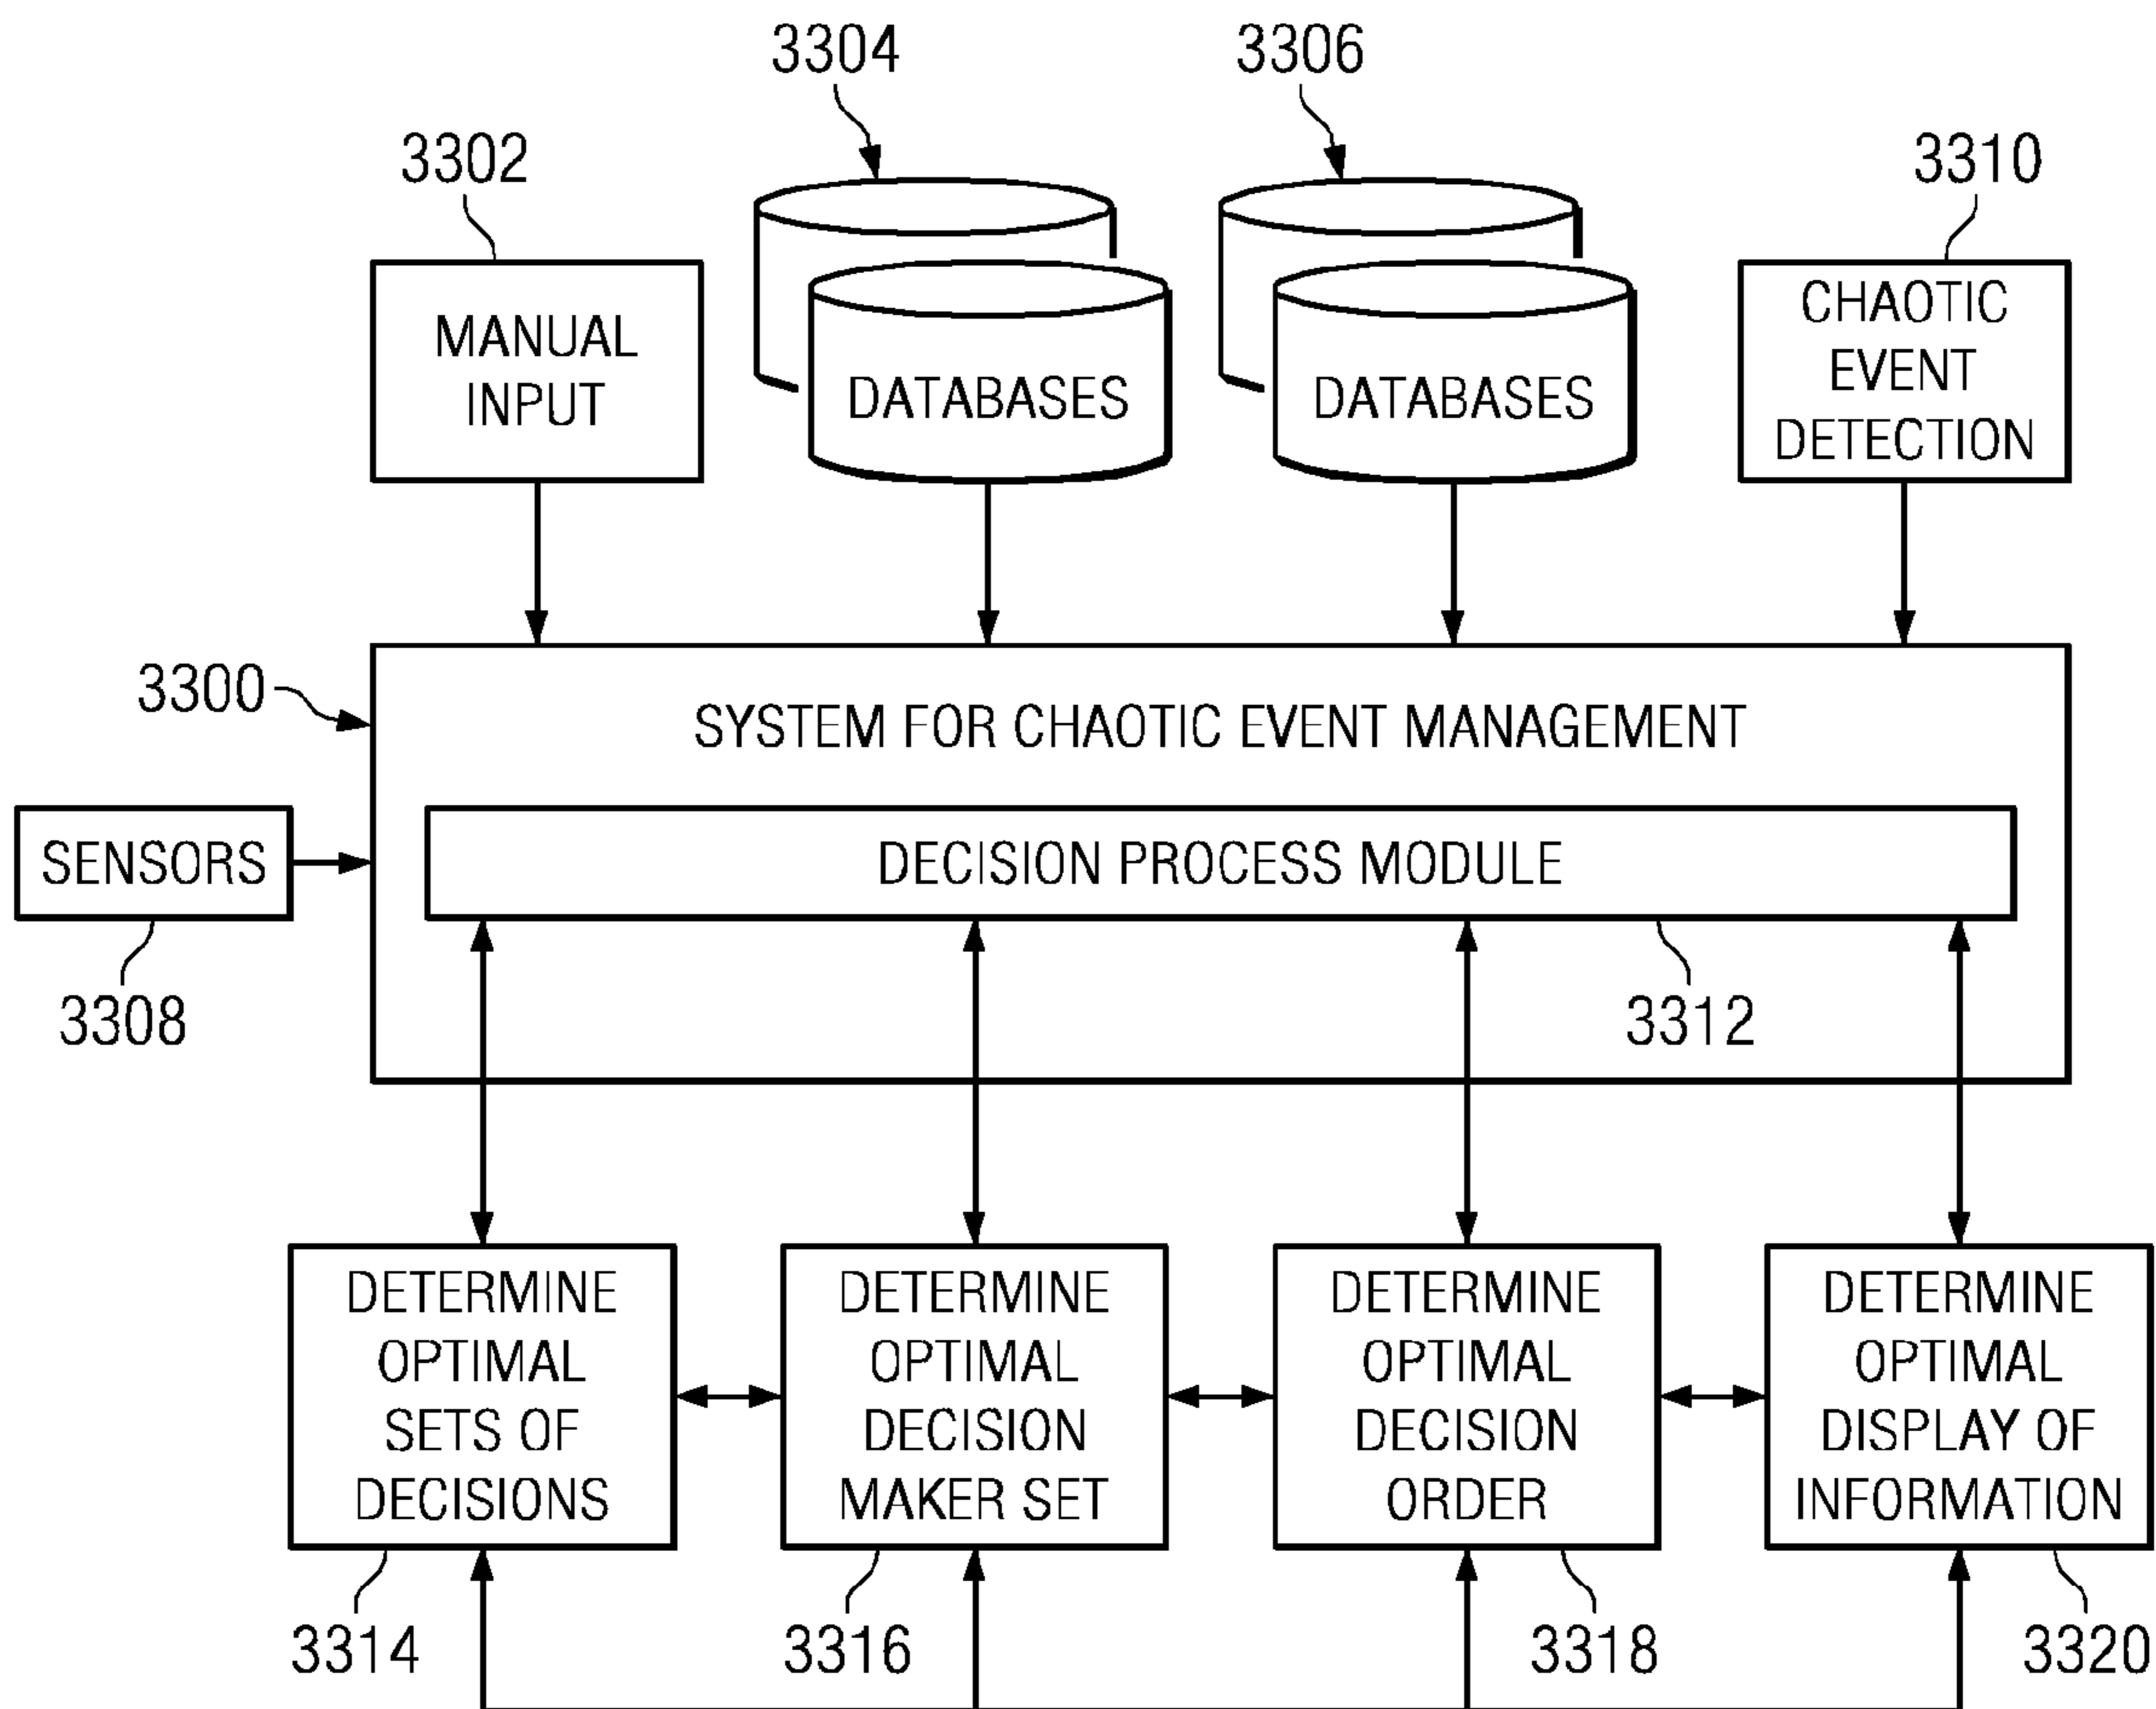 3304
3306
3302
3310
MANUAL
INPUT
DATABASES
DATABASES
CHAOTIC
EVENT
DETECTION
3300
SYSTEM FOR CHAOTIC EVENT MANAGEMENT
SENSORS
DECISION PROCESS MODULE
3308
3312
DETERMINE
OPTIMAL
SETS OF
DECISIONS
DETERMINE
OPTIMAL
DECISION
MAKER SET
DETERMINE
OPTIMAL
DECISION
ORDER
DETERMINE
OPTIMAL
DISPLAY OF
INFORMATION
3314
3316
3318
3320